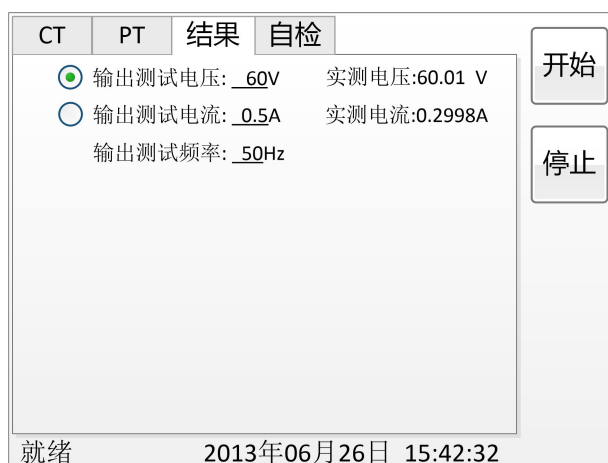 CT PT 结果 自检
输出测试电压: 60V 实测电压:60.01 V
输出测试电流: 0.5A 实测电流:0.2998A
输出测试频率: 50Hz
开始
停止
就绪 2013年06月26日 15:42:32